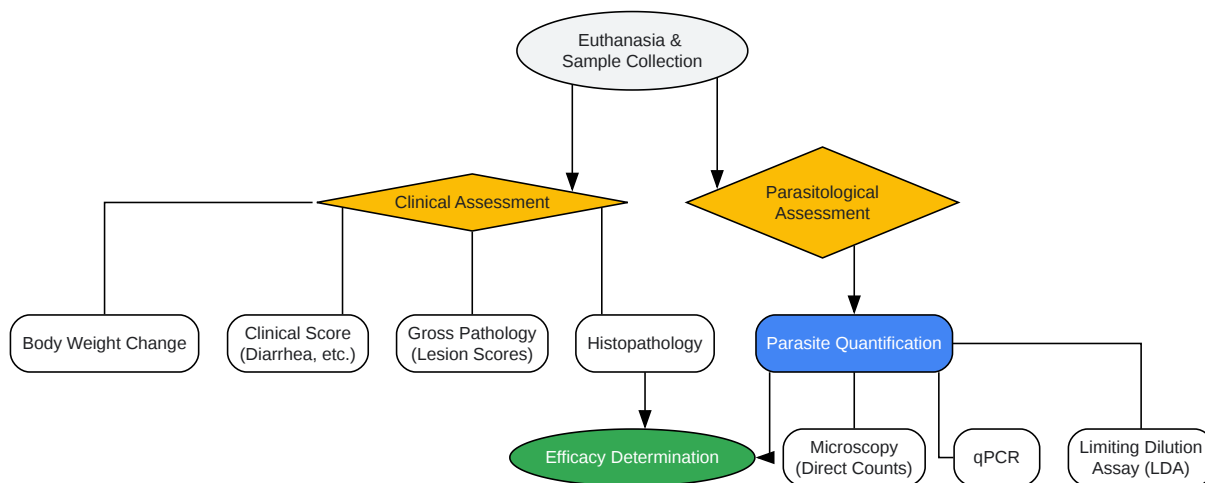 Euthanasia &
Sample Collection
Clinical Assessment
Parasitological
Assessment
Body Weight Change
Clinical Score
(Diarrhea, etc.)
Gross Pathology
(Lesion Scores)
Histopathology
Parasite Quantification
Efficacy Determination
Microscopy
(Direct Counts)
qPCR
Limiting Dilution
Assay (LDA)